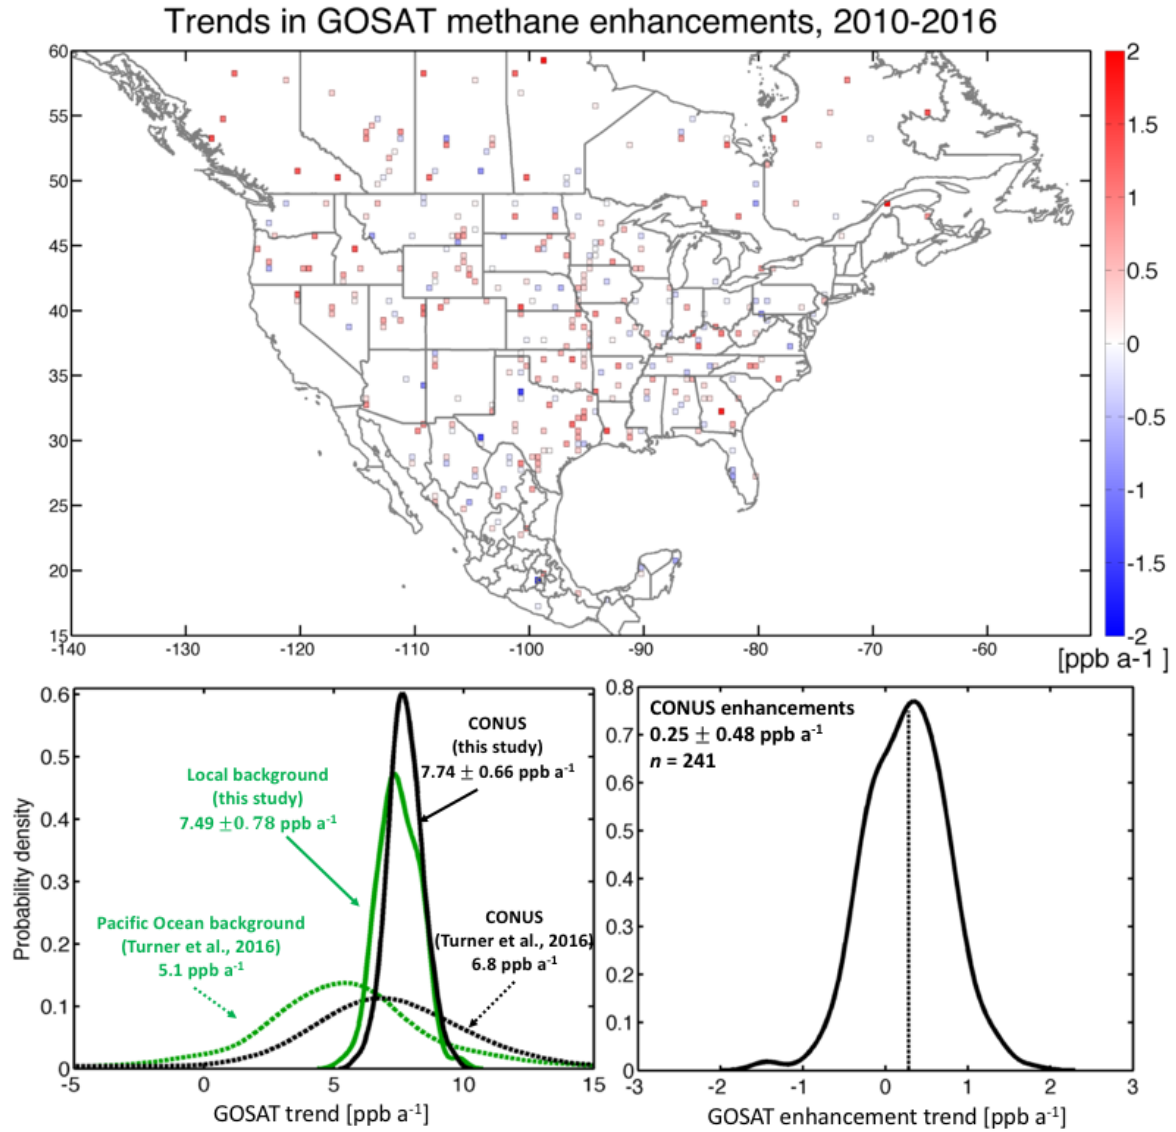 Trends in GOSAT methane enhancements, 2010-2016
60
55
50
45
40
35
30
25
20
15
-140
-130
-120
-110
-100
-90
-80
-70
-60
2
1.5
1
0.5
0
-0.5
-1
-1.5
-2
[ppb a-1 ]
0.6
0.5
0.4
0.3
0.2
0.1
0
Probability density
CONUS
(this study)
7.74 ± 0.66 ppb a⁻¹
Local background
(this study)
7.49 ±0.78 ppb a⁻¹
Pacific Ocean background
(Turner et al., 2016)
5.1 ppb a⁻¹
CONUS
(Turner et al., 2016)
6.8 ppb a⁻¹
-5
0
5
10
15
GOSAT trend [ppb a⁻¹]
0.8
0.7
0.6
0.5
0.4
0.3
0.2
0.1
0
CONUS enhancements
0.25 ± 0.48 ppb a⁻¹
n = 241
-3
-2
-1
0
1
2
3
GOSAT enhancement trend [ppb a⁻¹]